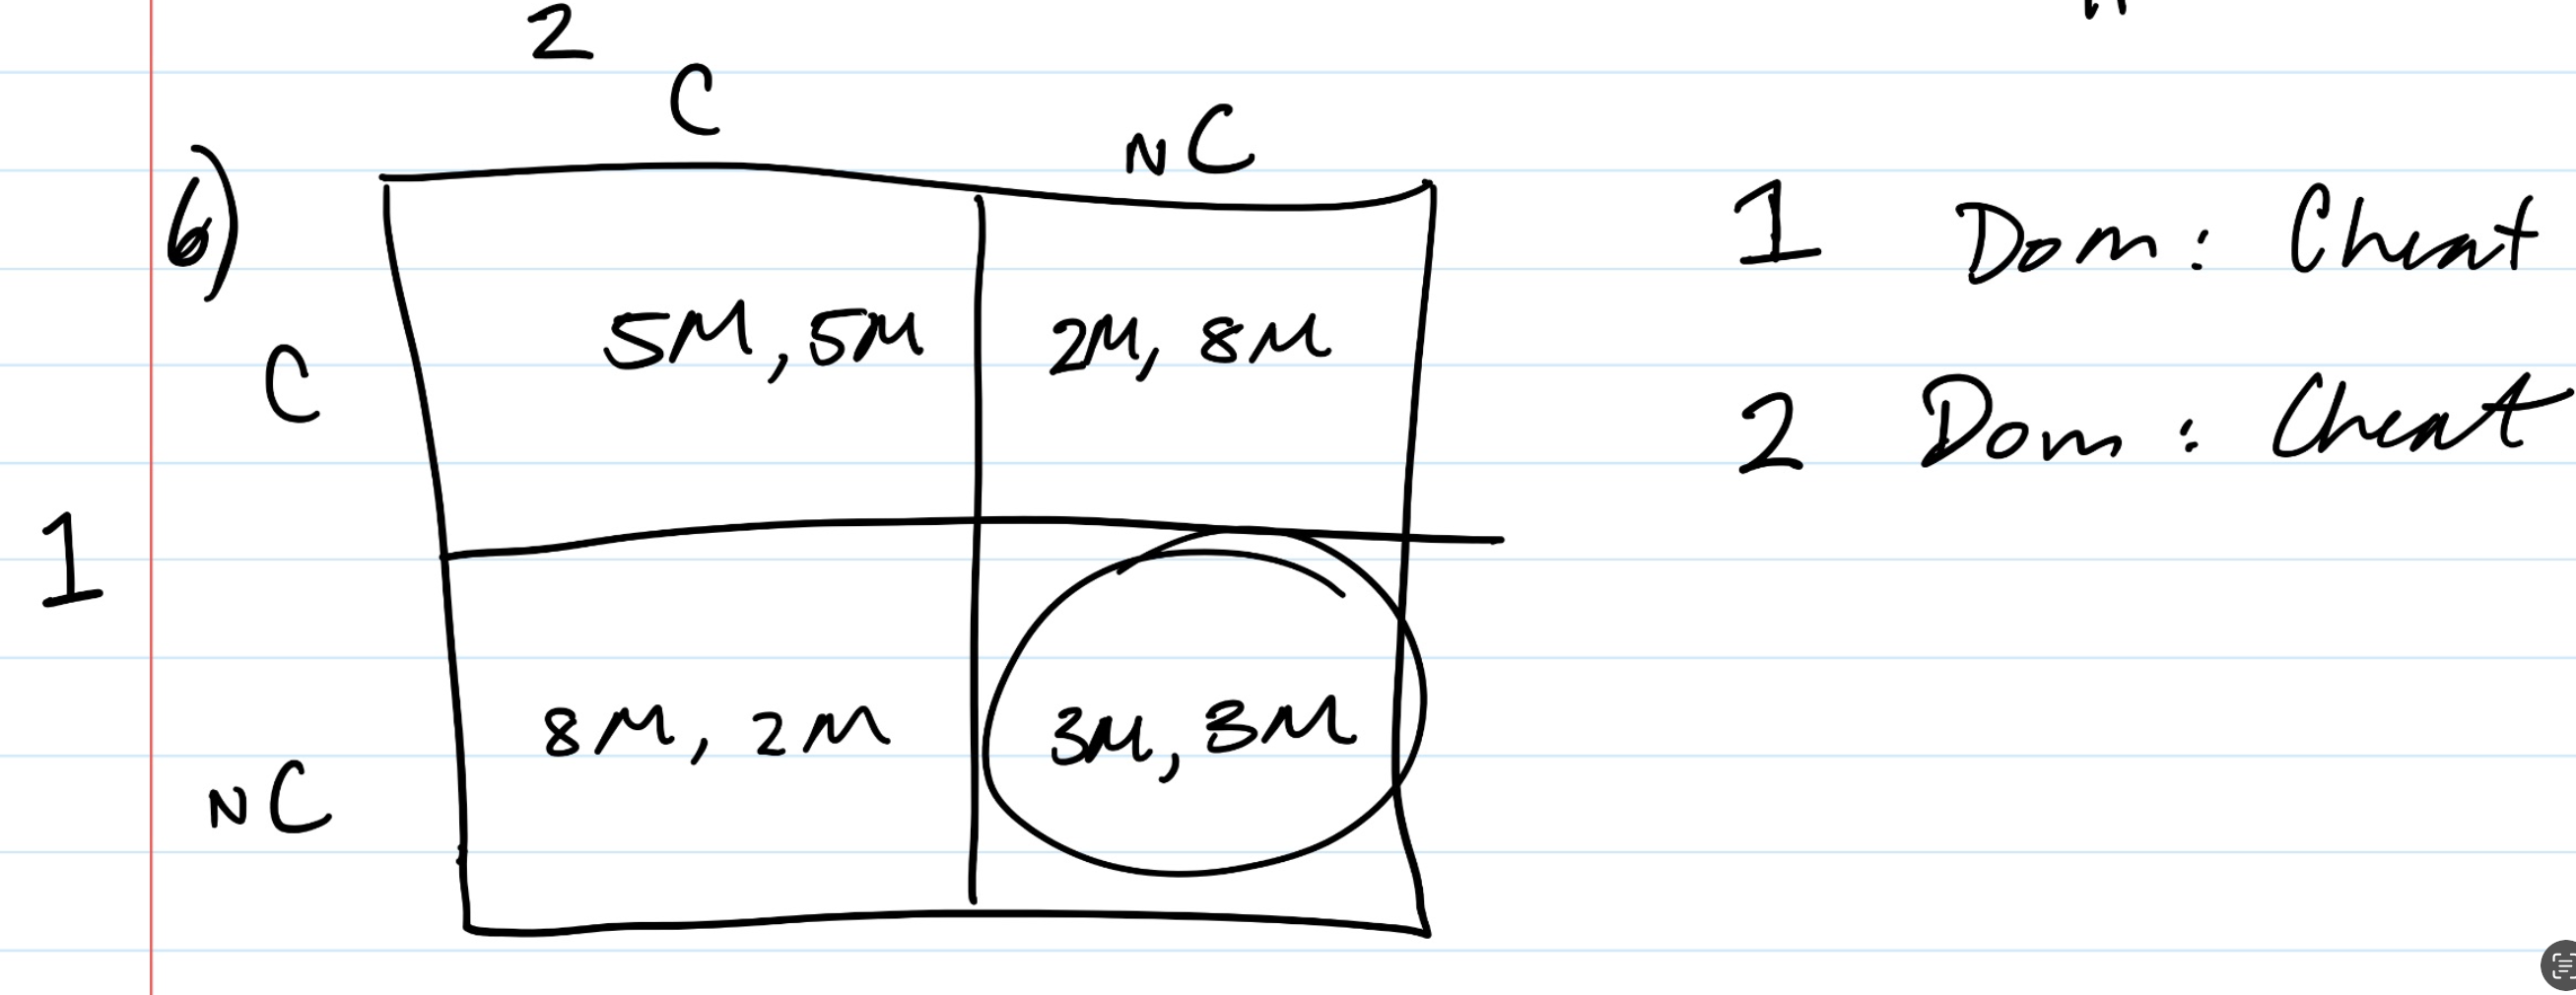 2
C NC
6)
C 5M, 5M 2M, 8M
1
NC 8M, 2M 3M, 3M
1 Dom: Cheat
2 Dom: Cheat